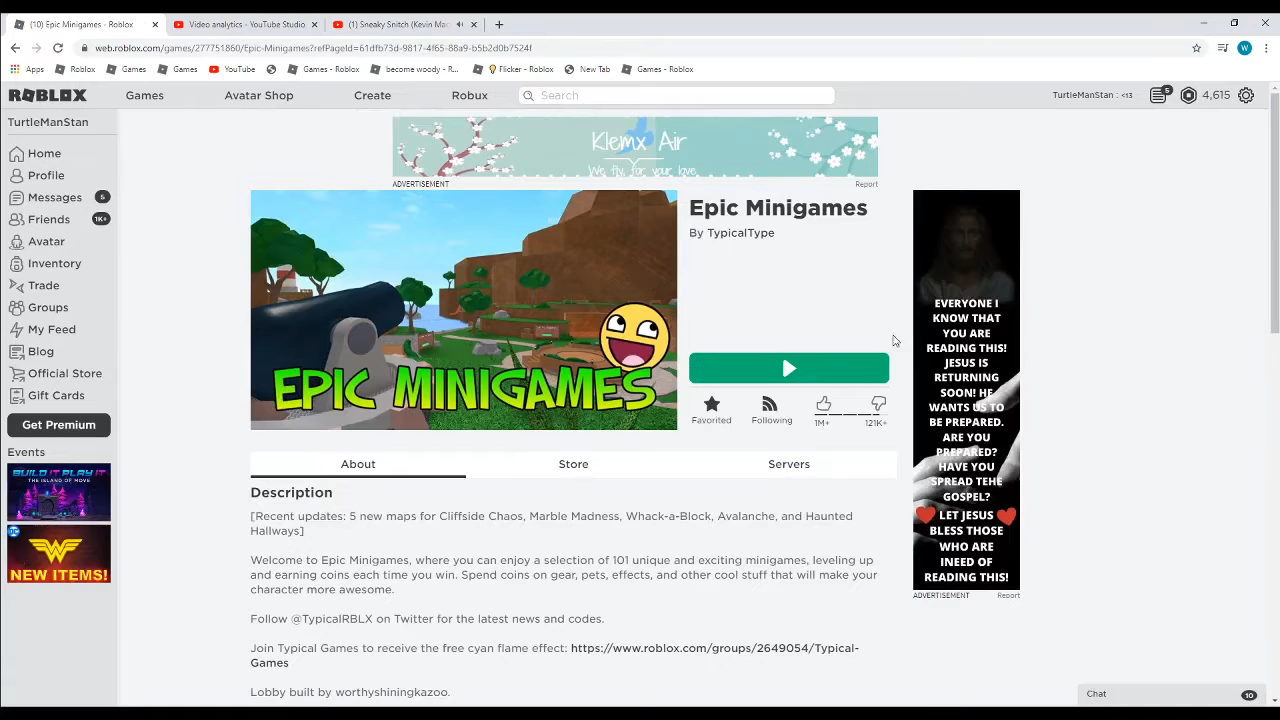 (10) Epic Minigames - Roblox
Video analytics - YouTube Studio
(1) Sneaky Snitch (Kevin Mac
web.roblox.com/games/277751860/Epic-Minigames?refPageId=61dfb73d-9817-4f65-88a9-b5b2d0b7524f
W
Apps Roblox Games Games YouTube Games - Roblox become woody - R... Flicker - Roblox New Tab Games - Roblox
ROBLOX Games Avatar Shop Create Robux Search TurtleManStan : <13 5 4,615
TurtleManStan
Home
Profile
Messages 5
Friends 1K+
Avatar
Inventory
Trade
Groups
My Feed
Blog
Official Store
Gift Cards
Get Premium
Events
BUILD IT PLAY IT
THE ISLAND OF MOVE
DC
NEW ITEMS!
Klemx Air
We fly, for your love.
ADVERTISEMENT Report
EPIC MINIGAMES
Epic Minigames
By TypicalType
Favorited Following 1M+ 121K+
About Store Servers
Description
[Recent updates: 5 new maps for Cliffside Chaos, Marble Madness, Whack-a-Block, Avalanche, and Haunted
Hallways]
Welcome to Epic Minigames, where you can enjoy a selection of 101 unique and exciting minigames, leveling up
and earning coins each time you win. Spend coins on gear, pets, effects, and other cool stuff that will make your
character more awesome.
Follow @TypicalRBLX on Twitter for the latest news and codes.
Join Typical Games to receive the free cyan flame effect: https://www.roblox.com/groups/2649054/Typical-
Games
Lobby built by worthyshiningkazoo.
EVERYONE I
KNOW THAT
YOU ARE
READING THIS!
JESUS IS
RETURNING
SOON! HE
WANTS US TO
BE PREPARED.
ARE YOU
PREPARED?
HAVE YOU
SPREAD TEHE
GOSPEL?
LET JESUS
BLESS THOSE
WHO ARE
INEED OF
READING THIS!
ADVERTISEMENT Report
Chat 10